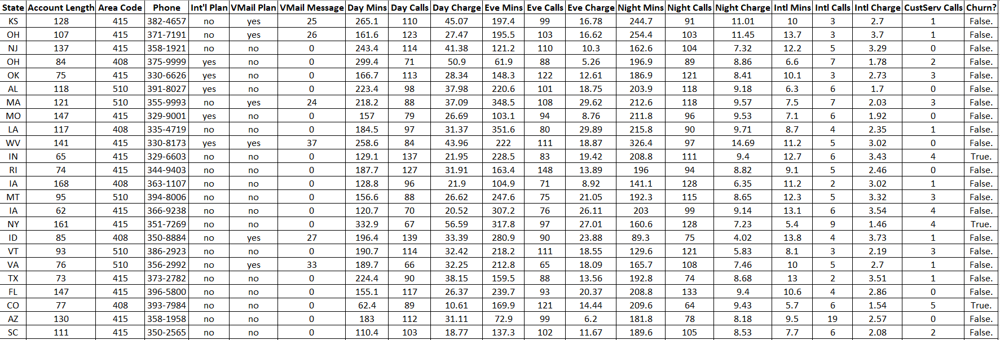 State Account Length Area Code Phone Int'l Plan VMail Plan VMail Message Day Mins Day Calls Day Charge Eve Mins Eve Calls Eve Charge Night Mins Night Calls Night Charge Intl Mins Intl Calls Intl Charge CustServ Calls Churn?
KS 128 415 382-4657 no yes 25 265.1 110 45.07 197.4 99 16.78 244.7 91 11.01 10 3 2.7 1 False.
OH 107 415 371-7191 no yes 26 161.6 123 27.47 195.5 103 16.62 254.4 103 11.45 13.7 3 3.7 1 False.
NJ 137 415 358-1921 no no 0 243.4 114 41.38 121.2 110 10.3 162.6 104 7.32 12.2 5 3.29 0 False.
OH 84 408 375-9999 yes no 0 299.4 71 50.9 61.9 88 5.26 196.9 89 8.86 6.6 7 1.78 2 False.
OK 75 415 330-6626 yes no 0 166.7 113 28.34 148.3 122 12.61 186.9 121 8.41 10.1 3 2.73 3 False.
AL 118 510 391-8027 yes no 0 223.4 98 37.98 220.6 101 18.75 203.9 118 9.18 6.3 6 1.7 0 False.
MA 121 510 355-9993 no yes 24 218.2 88 37.09 348.5 108 29.62 212.6 118 9.57 7.5 7 2.03 3 False.
MO 147 415 329-9001 yes no 0 157 79 26.69 103.1 94 8.76 211.8 96 9.53 7.1 6 1.92 0 False.
LA 117 408 335-4719 no no 0 184.5 97 31.37 351.6 80 29.89 215.8 90 9.71 8.7 4 2.35 1 False.
WV 141 415 330-8173 yes yes 37 258.6 84 43.96 222 111 18.87 326.4 97 14.69 11.2 5 3.02 0 False.
IN 65 415 329-6603 no no 0 129.1 137 21.95 228.5 83 19.42 208.8 111 9.4 12.7 6 3.43 4 True.
RI 74 415 344-9403 no no 0 187.7 127 31.91 163.4 148 13.89 196 94 8.82 9.1 5 2.46 0 False.
IA 168 408 363-1107 no no 0 128.8 96 21.9 104.9 71 8.92 141.1 128 6.35 11.2 2 3.02 1 False.
MT 95 510 394-8006 no no 0 156.6 88 26.62 247.6 75 21.05 192.3 115 8.65 12.3 5 3.32 3 False.
IA 62 415 366-9238 no no 0 120.7 70 20.52 307.2 76 26.11 203 99 9.14 13.1 6 3.54 4 False.
NY 161 415 351-7269 no no 0 332.9 67 56.59 317.8 97 27.01 160.6 128 7.23 5.4 9 1.46 4 True.
ID 85 408 350-8884 no yes 27 196.4 139 33.39 280.9 90 23.88 89.3 75 4.02 13.8 4 3.73 1 False.
VT 93 510 386-2923 no no 0 190.7 114 32.42 218.2 111 18.55 129.6 121 5.83 8.1 3 2.19 3 False.
VA 76 510 356-2992 no yes 33 189.7 66 32.25 212.8 65 18.09 165.7 108 7.46 10 5 2.7 1 False.
TX 73 415 373-2782 no no 0 224.4 90 38.15 159.5 88 13.56 192.8 74 8.68 13 2 3.51 1 False.
FL 147 415 396-5800 no no 0 155.1 117 26.37 239.7 93 20.37 208.8 133 9.4 10.6 4 2.86 0 False.
CO 77 408 393-7984 no no 0 62.4 89 10.61 169.9 121 14.44 209.6 64 9.43 5.7 6 1.54 5 True.
AZ 130 415 358-1958 no no 0 183 112 31.11 72.9 99 6.2 181.8 78 8.18 9.5 19 2.57 0 False.
SC 111 415 350-2565 no no 0 110.4 103 18.77 137.3 102 11.67 189.6 105 8.53 7.7 6 2.08 2 False.